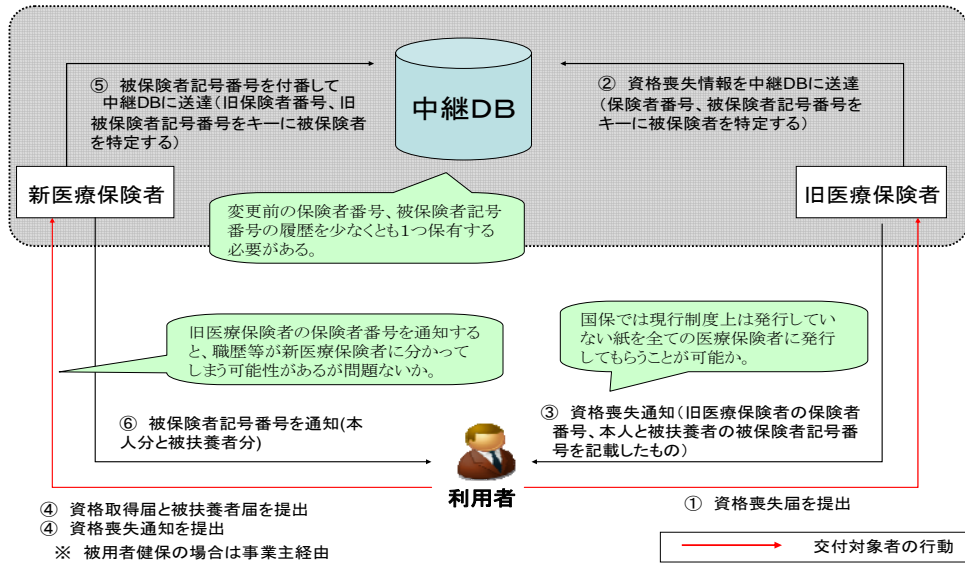 ⑤ 被保険者記号番号を付番して
中継DBに送達（旧保険者番号、旧
被保険者記号番号をキーに被保険者
を特定する）
中継DB
② 資格喪失情報を中継DBに送達
（保険者番号、被保険者記号番号を
キーに被保険者を特定する）
新医療保険者
旧医療保険者
変更前の保険者番号、被保険者記号
番号の履歴を少なくとも1つ保有する
必要がある。
旧医療保険者の保険者番号を通知する
と、職歴等が新医療保険者に分かって
しまう可能性があるが問題ないか。
国保では現行制度上は発行してい
ない紙を全ての医療保険者に発行
してもらうことが可能か。
⑥ 被保険者記号番号を通知(本
人分と被扶養者分)
③ 資格喪失通知（旧医療保険者の保険者
番号、本人と被扶養者の被保険者記号番
号を記載したもの）
利用者
④ 資格取得届と被扶養者届を提出
④ 資格喪失通知を提出
※ 被用者健保の場合は事業主経由
① 資格喪失届を提出
交付対象者の行動